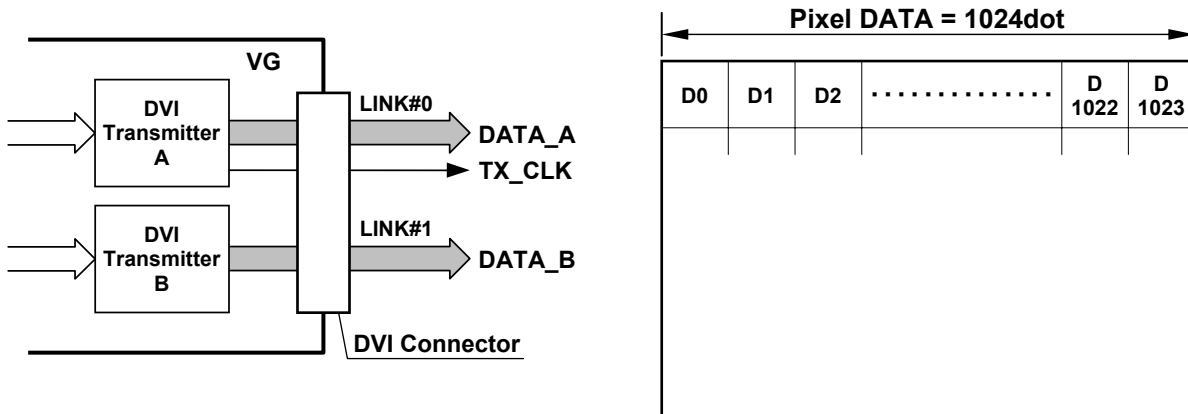 VG
DVI
Transmitter
A
LINK#0
DATA_A
TX_CLK
DVI
Transmitter
B
LINK#1
DATA_B
DVI Connector
Pixel DATA = 1024dot
D0 D1 D2 ·············· D D
1022 1023